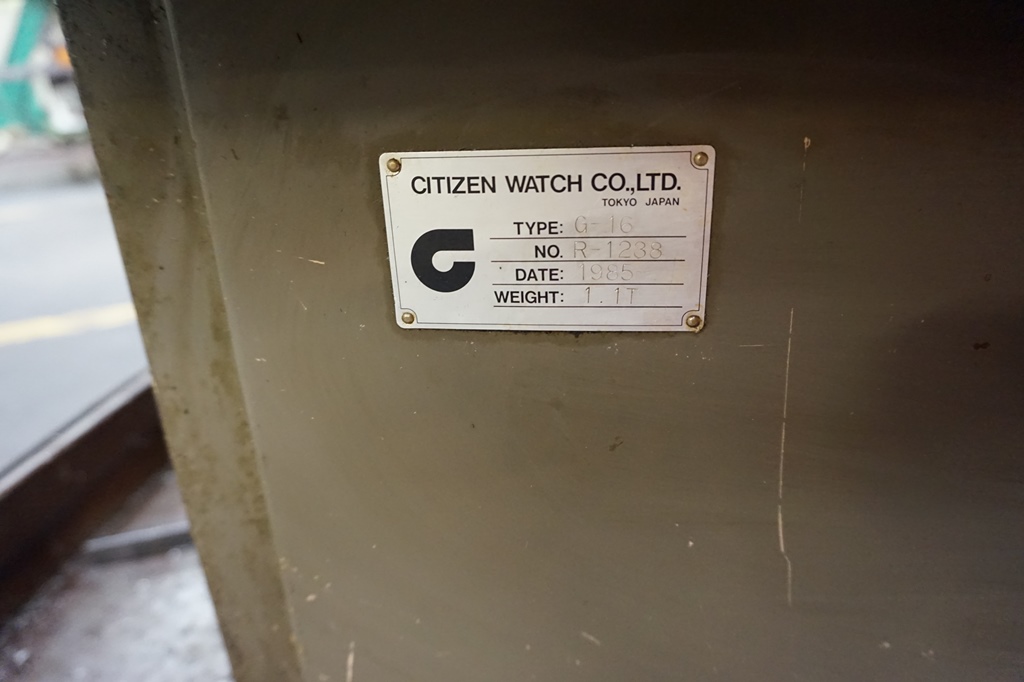 CITIZEN WATCH CO.,LTD.
TOKYO JAPAN
TYPE: G-16
NO. R-1238
DATE: 1985
WEIGHT: 1.1T